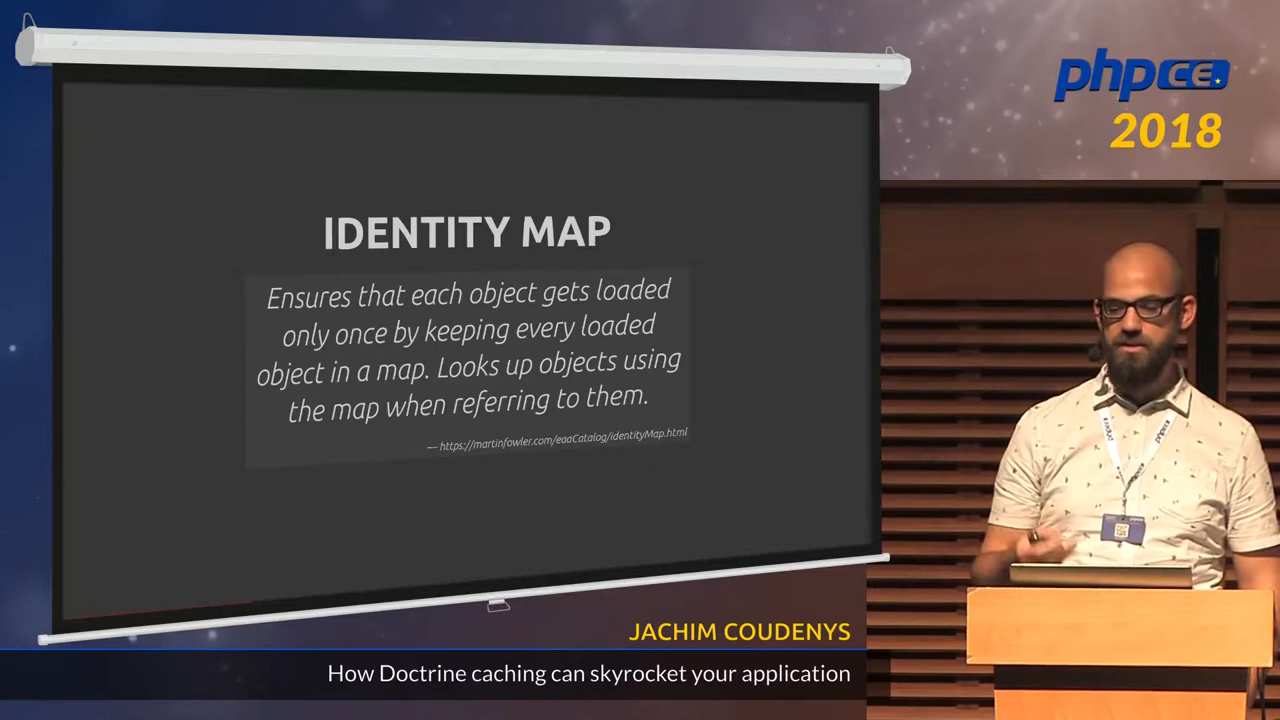 phpce
2018
IDENTITY MAP
Ensures that each object gets loaded
only once by keeping every loaded
object in a map. Looks up objects using
the map when referring to them.
— https://martinfowler.com/eaaCatalog/identityMap.html
JACHIM COUDENYS
How Doctrine caching can skyrocket your application